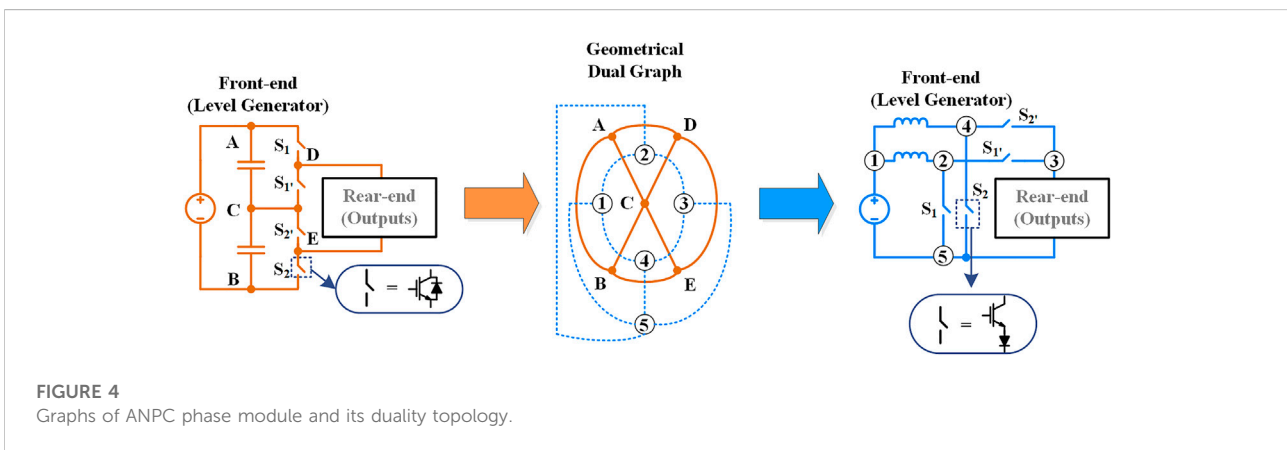 Front-end
(Level Generator)
A
S1
D
S1'
C
Rear-end
(Outputs)
S2'
E
B
S2
=
Geometrical
Dual Graph
A
D
2
1
C
3
4
B
E
5
Front-end
(Level Generator)
4
S2'
1
2
S1'
3
S1
S2
Rear-end
(Outputs)
5
=
FIGURE 4
Graphs of ANPC phase module and its duality topology.